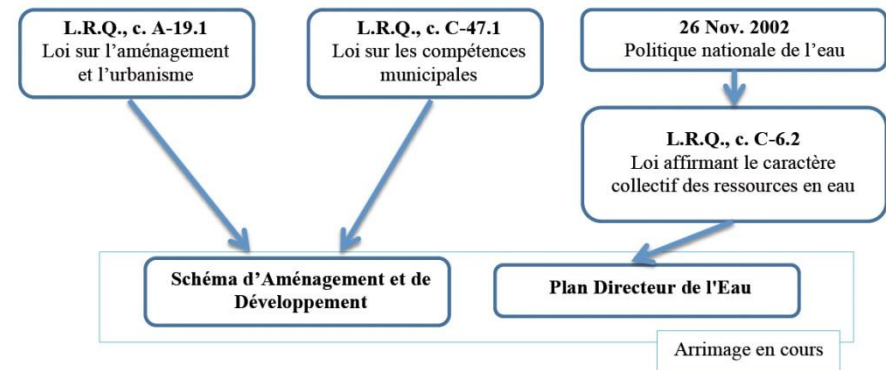 L.R.Q., c. A-19.1
Loi sur l’aménagement
et l’urbanisme
L.R.Q., c. C-47.1
Loi sur les compétences
municipales
26 Nov. 2002
Politique nationale de l’eau
L.R.Q., c. C-6.2
Loi affirmant le caractère
collectif des ressources en eau
Schéma d’Aménagement et de
Développement
Plan Directeur de l'Eau
Arrimage en cours